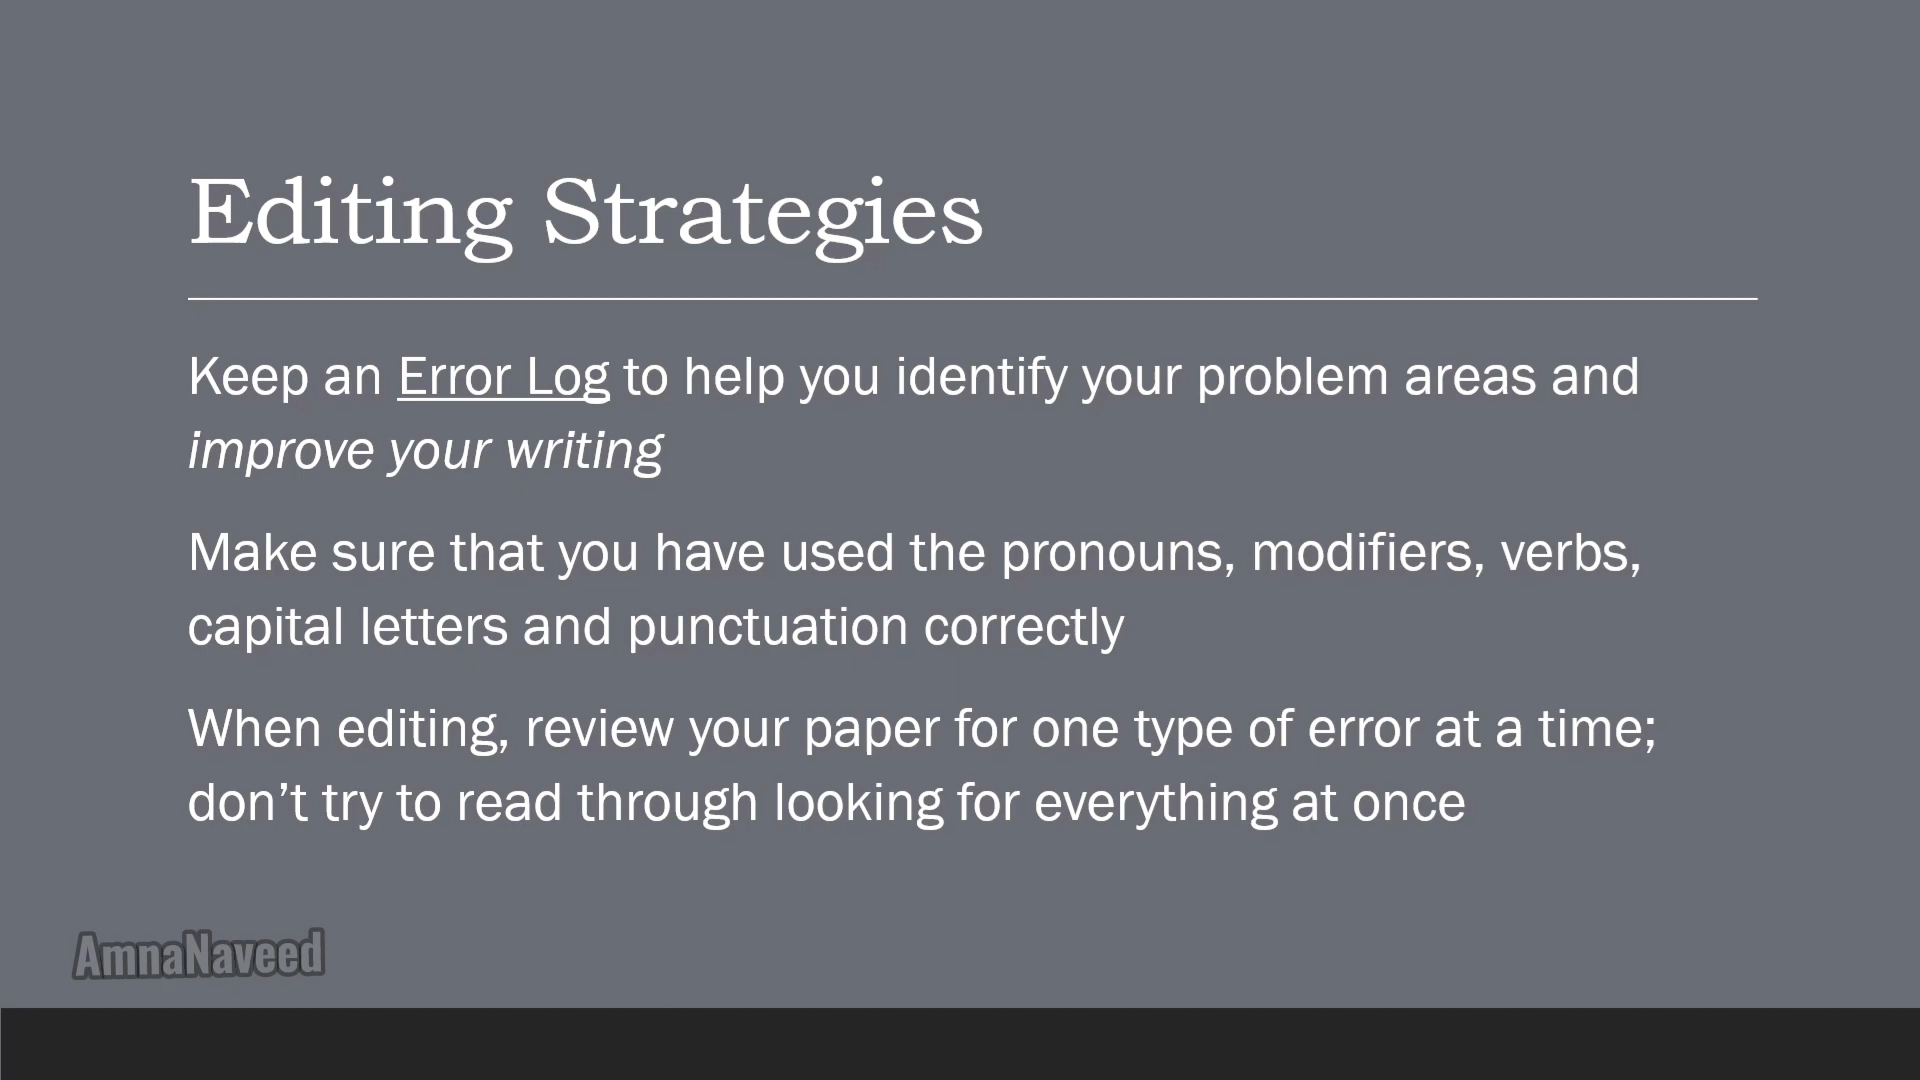 Editing Strategies
Keep an Error Log to help you identify your problem areas and
improve your writing
Make sure that you have used the pronouns, modifiers, verbs,
capital letters and punctuation correctly
When editing, review your paper for one type of error at a time;
don’t try to read through looking for everything at once
AmnaNaveed